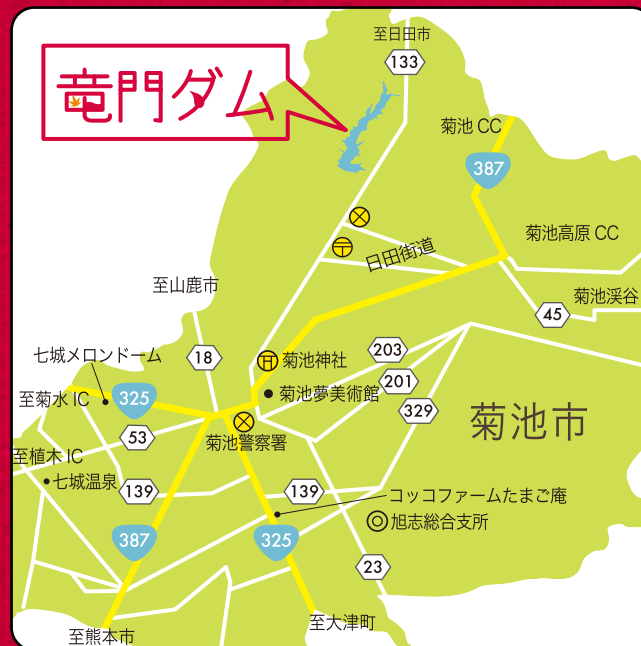 至日田市
133
竜門ダム
菊池 CC
387
菊池高原 CC
日田街道
至山鹿市
菊池渓谷
45
七城メロンドーム
18
菊池神社
203
至菊水 IC
325
菊池夢美術館
201
329
菊池市
53
菊池警察署
至植木 IC
七城温泉
139
139
コッコファームたまご庵
旭志総合支所
387
325
23
至大津町
至熊本市